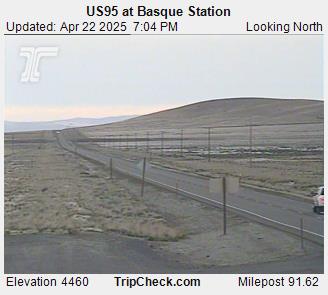 US95 at Basque Station
Updated: Apr 22 2025 7:04 PM Looking North
Elevation 4460 TripCheck.com Milepost 91.62